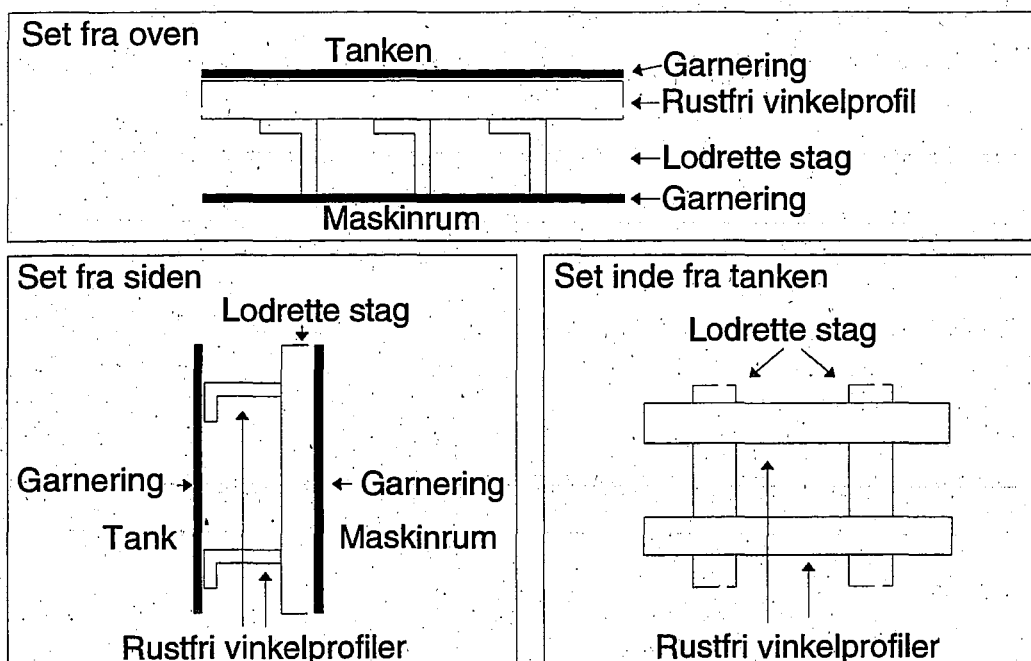 Set fra oven
Tanken
Garnering
Rustfri vinkelprofil
Lodrette stag
Garnering
Maskinrum
Set fra siden
Lodrette stag
Garnering
Garnering
Tank
Maskinrum
Rustfri vinkelprofiler
Set inde fra tanken
Lodrette stag
Rustfri vinkelprofiler